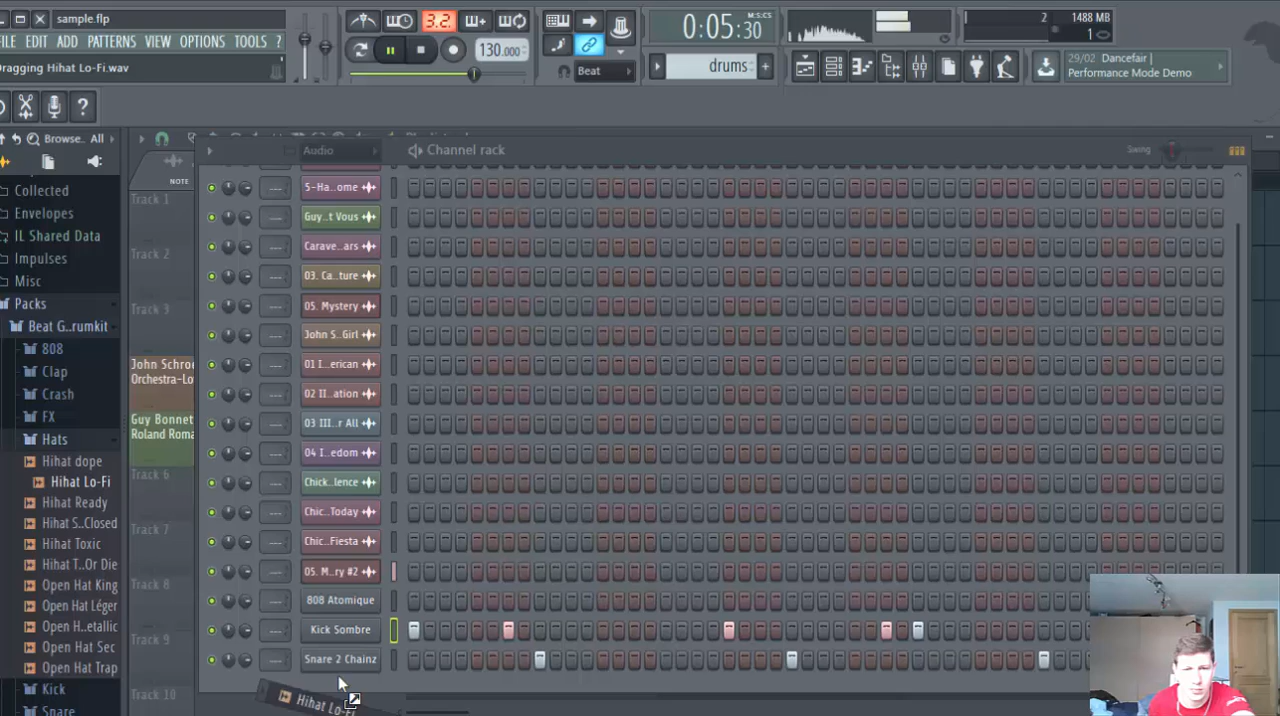 sample.flp
FILE EDIT ADD PATTERNS VIEW OPTIONS TOOLS ?
Dragging Hihat Lo-Fi.wav
3.2.
130.000
Beat
0:05:30
M:S:CS
drums
2
1488 MB
1
29/02 Dancefair |
Performance Mode Demo
Browse.. All
Collected
Envelopes
IL Shared Data
Impulses
Misc
Packs
Beat G..rumkit
808
Clap
Crash
FX
Hats
Hihat dope
Hihat Lo-Fi
Hihat Ready
Hihat S..Closed
Hihat Toxic
Hihat T..Or Die
Open Hat King
Open Hat Léger
Open H..etallic
Open Hat Sec
Open Hat Trap
Kick
Snare
NOTE
Track 1
Track 2
Track 3
John Schro
Orchestra-Lo
Guy Bonnet
Roland Roma
Track 6
Track 7
Track 8
Track 9
Track 10
Audio
Channel rack
Swing
5-Ha...ome
Guy..t Vous
Carave..ars
03. Ca..ture
05. Mystery
John S..Girl
01 I...erican
02 II..ation
03 III..r All
04 I...edom
Chick..lence
Chic..Today
Chic..Fiesta
05. M..ry #2
808 Atomique
Kick Sombre
Snare 2 Chainz
Hihat Lo-Fi